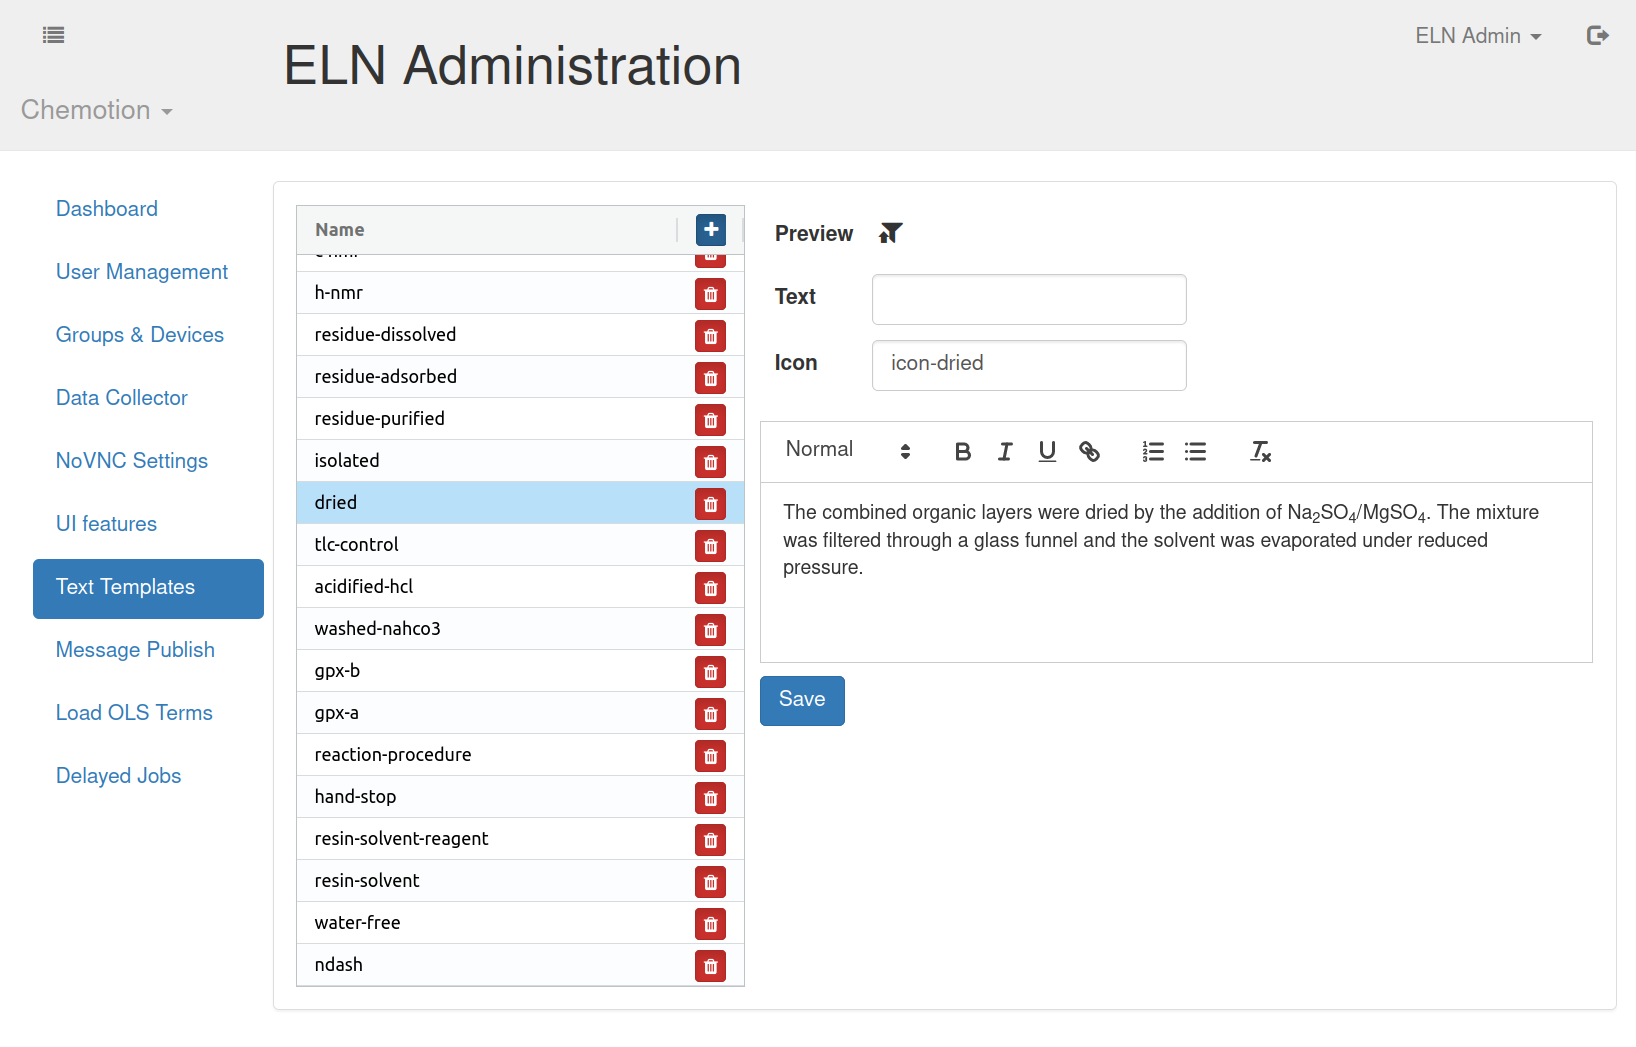 ELN Admin
ELN Administration
Chemotion
Dashboard
User Management
Groups & Devices
Data Collector
NoVNC Settings
UI features
Text Templates
Message Publish
Load OLS Terms
Delayed Jobs
Name
h-nmr
residue-dissolved
residue-adsorbed
residue-purified
isolated
dried
tlc-control
acidified-hcl
washed-nahco3
gpx-b
gpx-a
reaction-procedure
hand-stop
resin-solvent-reagent
resin-solvent
water-free
ndash
Preview
Text
Icon icon-dried
Normal
The combined organic layers were dried by the addition of Na₂SO₄/MgSO₄. The mixture
was filtered through a glass funnel and the solvent was evaporated under reduced
pressure.
Save